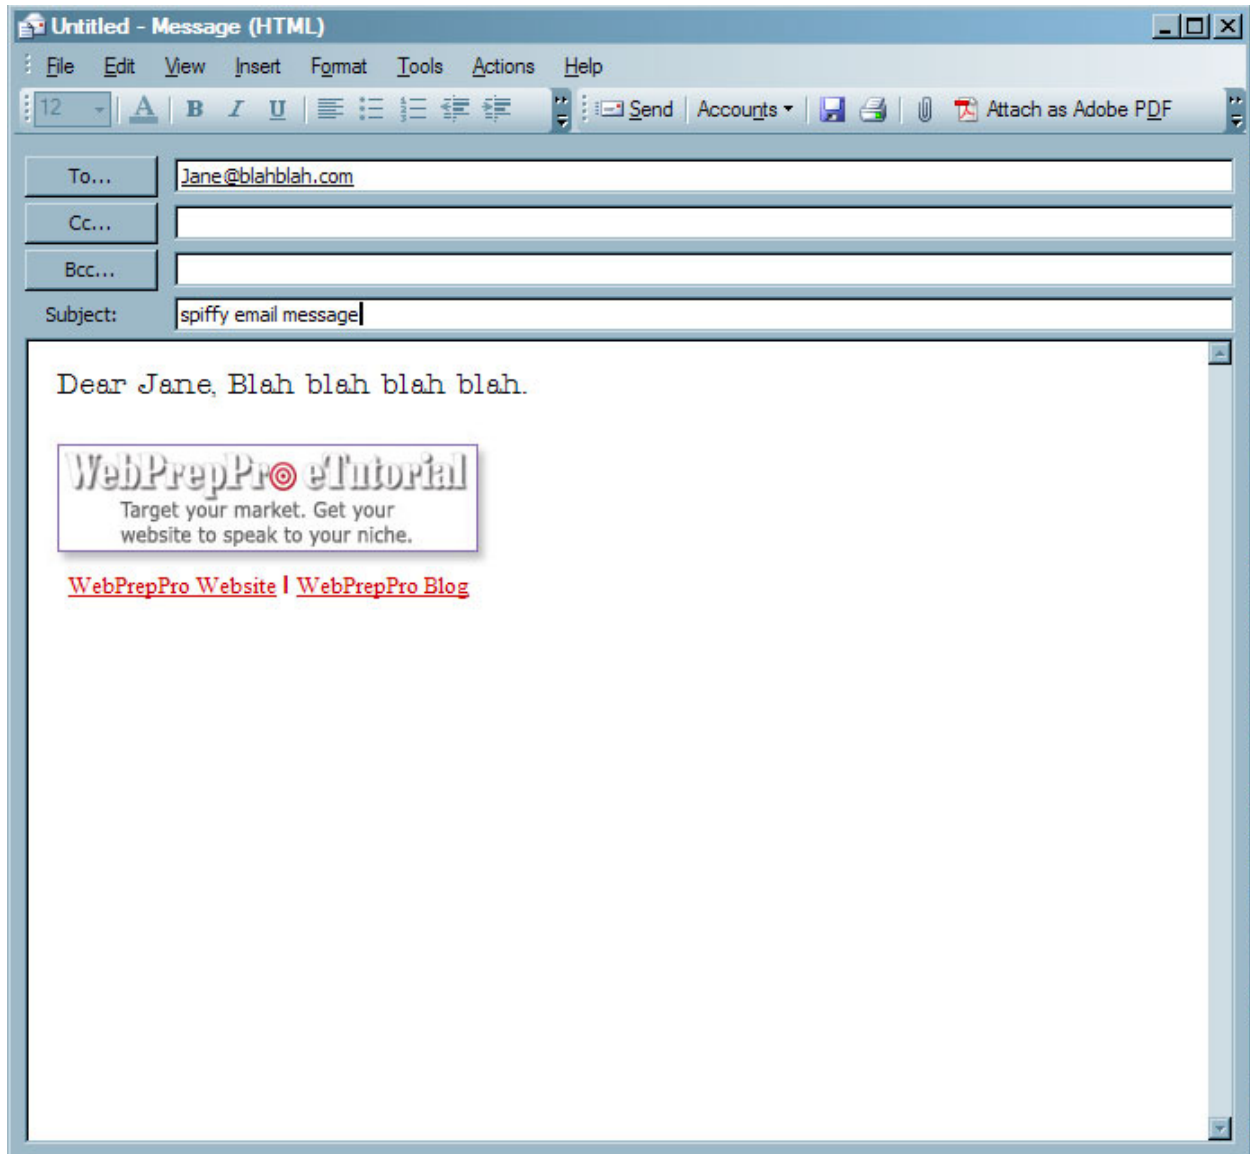 Untitled - Message (HTML)
File Edit View Insert Format Tools Actions Help
12 A B I U Send Accounts Attach as Adobe PDF
To... Jane@blahblah.com
Cc...
Bcc...
Subject: spiffy email message
Dear Jane, Blah blah blah blah.
WebPrepPro eTutorial
Target your market. Get your
website to speak to your niche.
WebPrepPro Website | WebPrepPro Blog